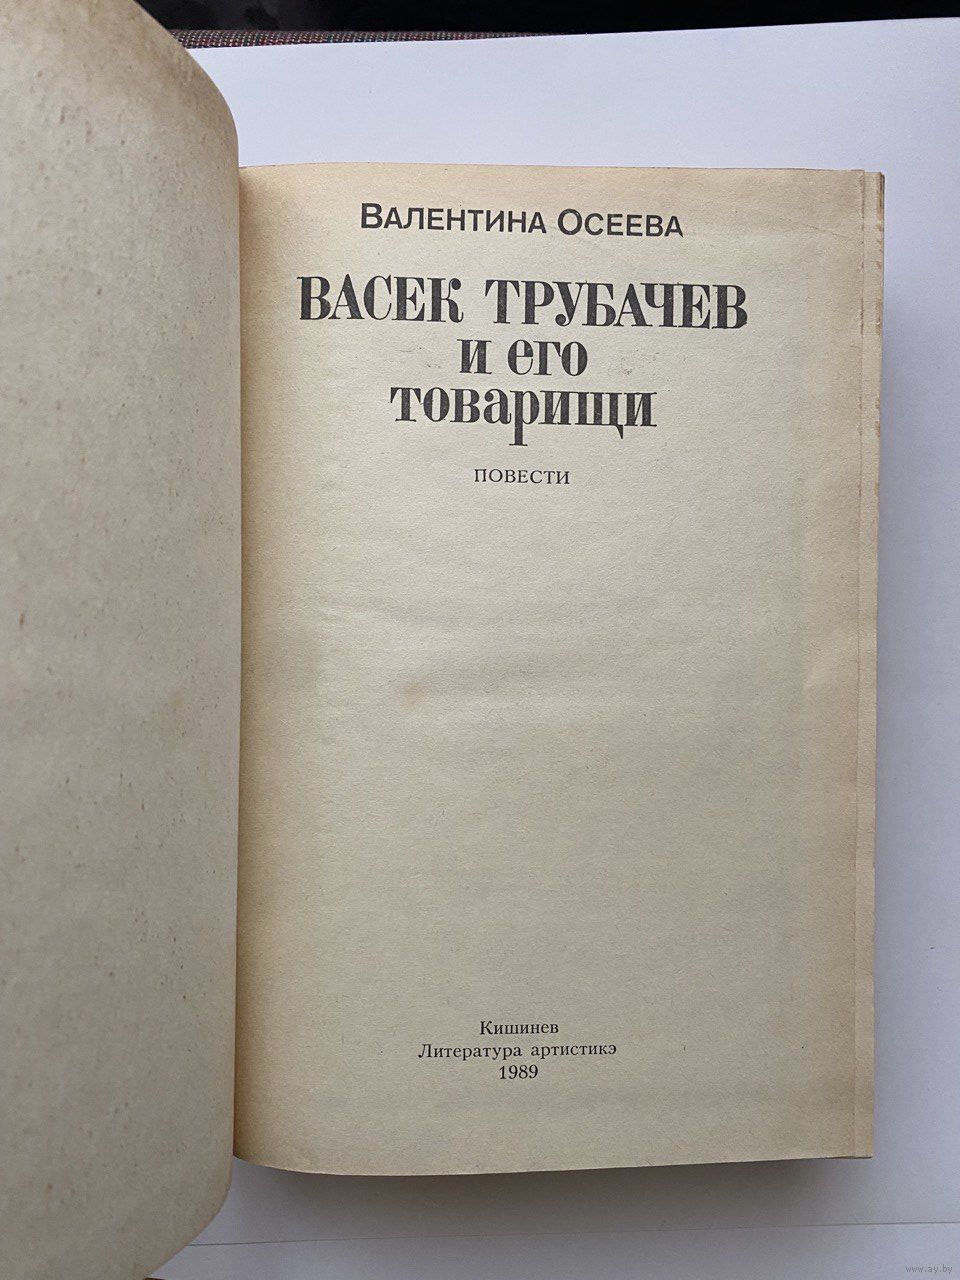 ВАЛЕНТИНА ОСЕЕВА
ВАСЕК ТРУБАЧЕВ
и его
товарищи
ПОВЕСТИ
Кишинев
Литература артистикэ
1989
www.ay.by